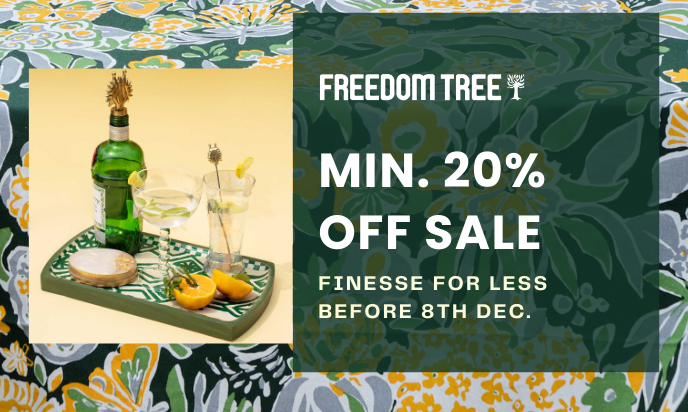 FREEDOM TREE
MIN. 20%
OFF SALE
FINESSE FOR LESS
BEFORE 8TH DEC.